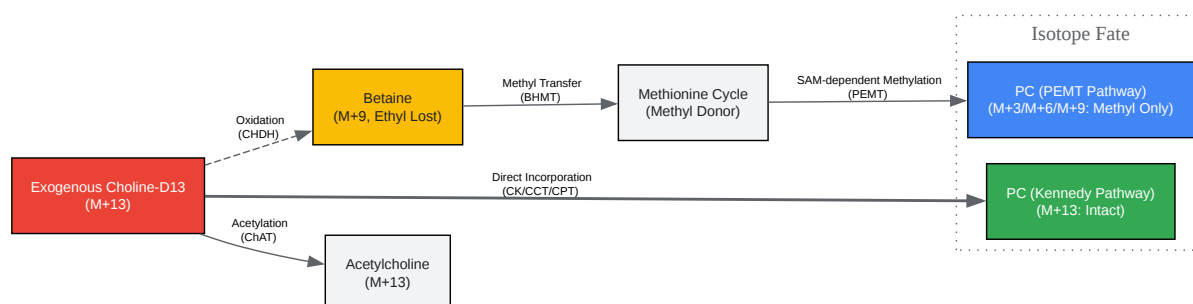 Isotope Fate
Betaine
(M+9, Ethyl Lost)
Methyl Transfer
(BHMT)
Methionine Cycle
(Methyl Donor)
SAM-dependent Methylation
(PEMT)
PC (PEMT Pathway)
(M+3/M+6/M+9: Methyl Only)
Oxidation
(CHDH)
Exogenous Choline-D13
(M+13)
Direct Incorporation
(CK/CCT/CPT)
PC (Kennedy Pathway)
(M+13: Intact)
Acetylation
(ChAT)
Acetylcholine
(M+13)